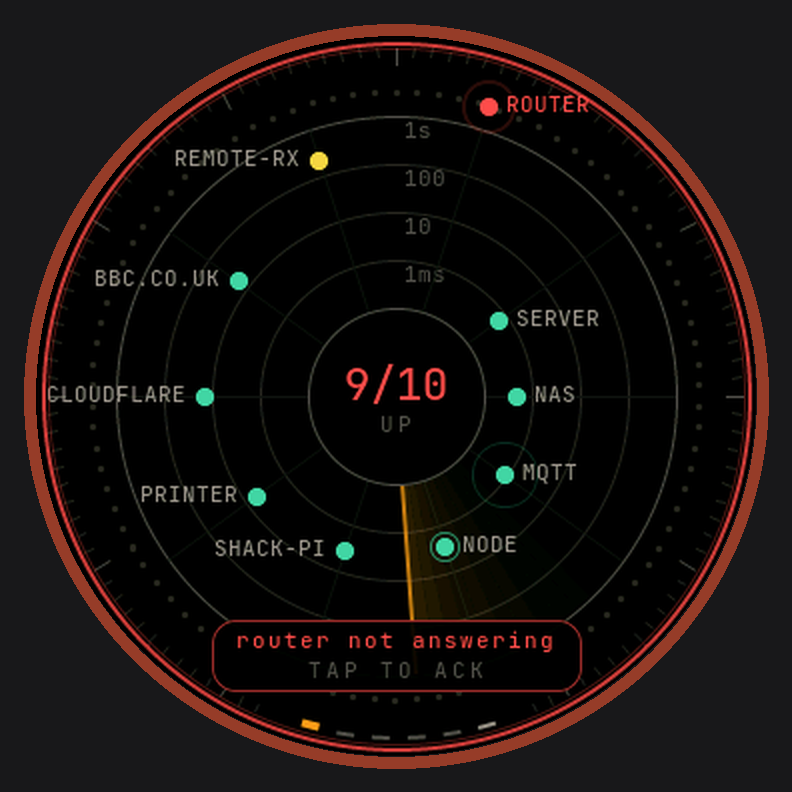 ROUTER
1s
REMOTE-RX
100
10
BBC.CO.UK
1ms
SERVER
9/10
UP
CLOUDFLARE
NAS
MQTT
PRINTER
SHACK-PI
NODE
router not answering
TAP TO ACK